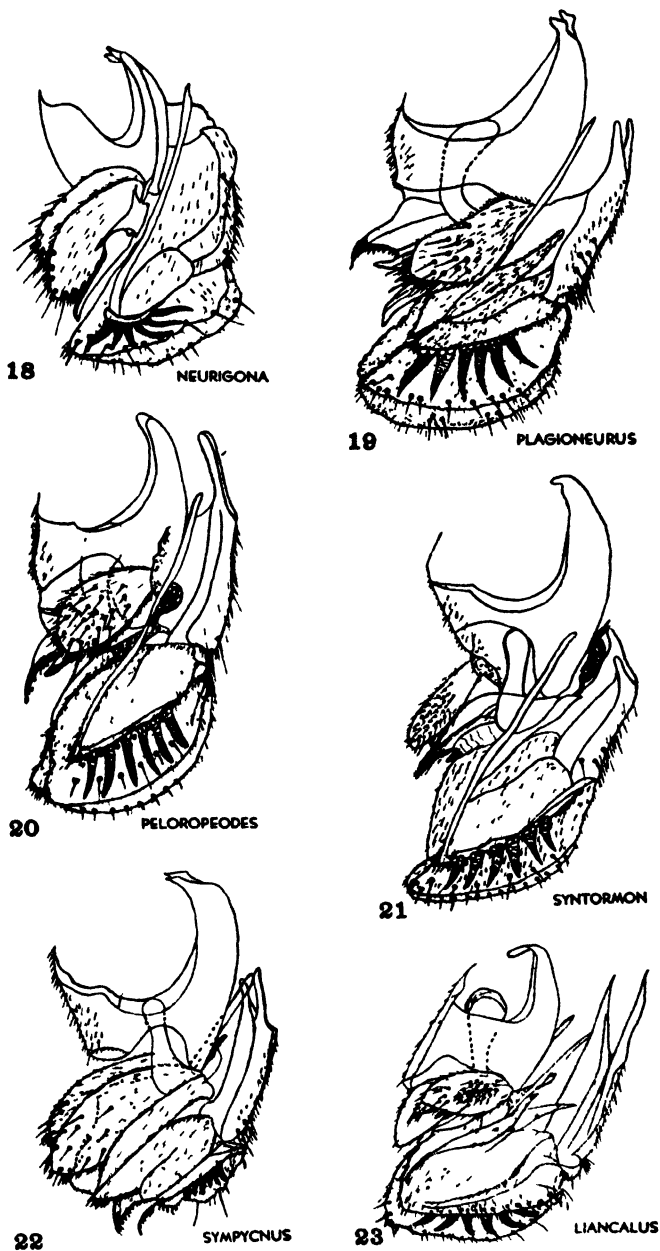 18 NEURIGONA
19 PLAGIONEURUS
20 PELOROPEODES
21 SYNTORMON
22 SYMPYCNUS
23 LIANCALUS